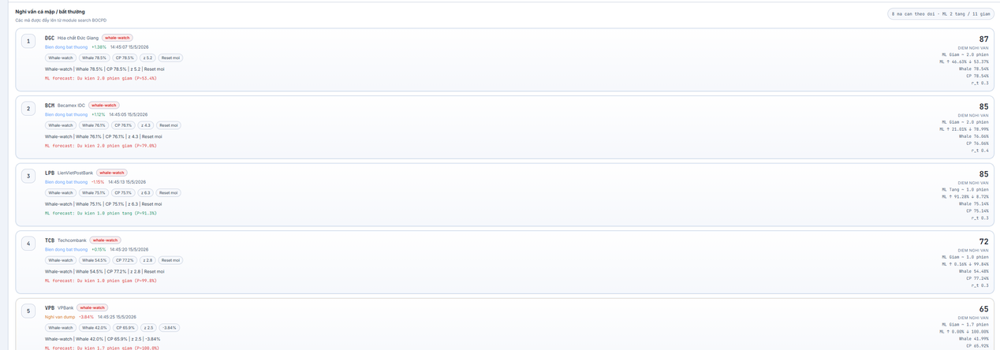 Nghi vấn cá mập / bất thường
Các mã được đẩy lên từ module search BOCPD
8 ma can theo doi · ML 2 tang / 11 giam
1
DGC Hóa chất Đức Giang whale-watch
Bien dong bat thuong +1.38% 14:45:07 15/5/2026
Whale-watch Whale 78.5% CP 78.5% z 5.2 Reset moi
Whale-watch | Whale 78.5% | CP 78.5% | z 5.2 | Reset moi
ML forecast: Du kien 2.0 phien giam (P=53.4%)
87
DIEM NGHI VAN
ML Giam ~ 2.0 phien
ML ↑ 46.63% ↓ 53.37%
Whale 78.54%
CP 78.54%
r_t 0.3
2
BCM Becamex IDC whale-watch
Bien dong bat thuong +1.12% 14:45:05 15/5/2026
Whale-watch Whale 76.1% CP 76.1% z 4.3 Reset moi
Whale-watch | Whale 76.1% | CP 76.1% | z 4.3 | Reset moi
ML forecast: Du kien 2.0 phien giam (P=79.0%)
85
DIEM NGHI VAN
ML Giam ~ 2.0 phien
ML ↑ 21.01% ↓ 78.99%
Whale 76.06%
CP 76.06%
r_t 0.4
3
LPB LienVietPostBank whale-watch
Bien dong bat thuong -1.15% 14:45:13 15/5/2026
Whale-watch Whale 75.1% CP 75.1% z 6.3 Reset moi
Whale-watch | Whale 75.1% | CP 75.1% | z 6.3 | Reset moi
ML forecast: Du kien 1.0 phien tang (P=91.3%)
85
DIEM NGHI VAN
ML Tang ~ 1.0 phien
ML ↑ 91.28% ↓ 8.72%
Whale 75.14%
CP 75.14%
r_t 0.3
4
TCB Techcombank whale-watch
Bien dong bat thuong +0.15% 14:45:20 15/5/2026
Whale-watch Whale 54.5% CP 77.2% z 2.8 Reset moi
Whale-watch | Whale 54.5% | CP 77.2% | z 2.8 | Reset moi
ML forecast: Du kien 1.0 phien giam (P=99.8%)
72
DIEM NGHI VAN
ML Giam ~ 1.0 phien
ML ↑ 0.16% ↓ 99.84%
Whale 54.48%
CP 77.24%
r_t 0.3
5
VPB VPBank whale-watch
Nghi van dump -3.84% 14:45:25 15/5/2026
Whale-watch Whale 42.0% CP 65.9% z 2.5 -3.84%
Whale-watch | Whale 42.0% | CP 65.9% | z 2.5 | -3.84%
ML forecast: Du kien 1.7 phien giam (P=100.0%)
65
DIEM NGHI VAN
ML Giam ~ 1.7 phien
ML ↑ 0.00% ↓ 100.00%
Whale 41.99%
CP 65.92%